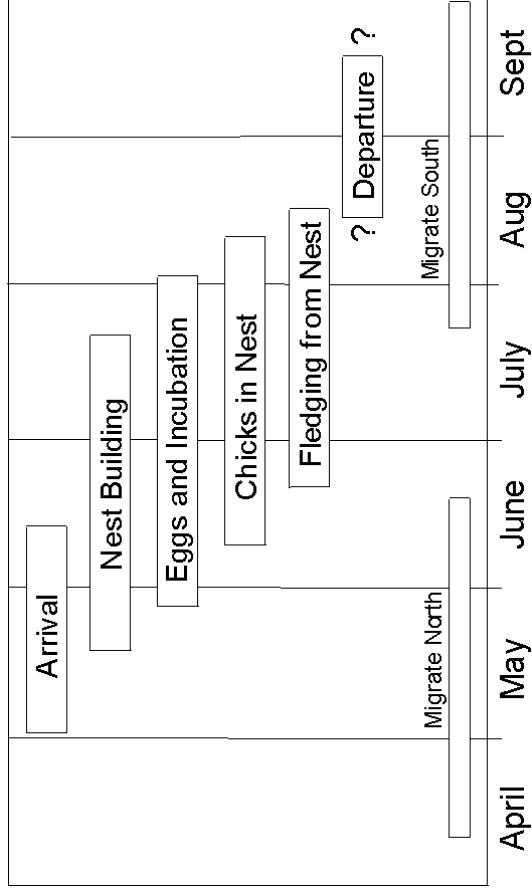 Arrival
Nest Building
Eggs and Incubation
Chicks in Nest
Fledging from Nest
? Departure ?
Migrate North
Migrate South
April
May
June
July
Aug
Sept